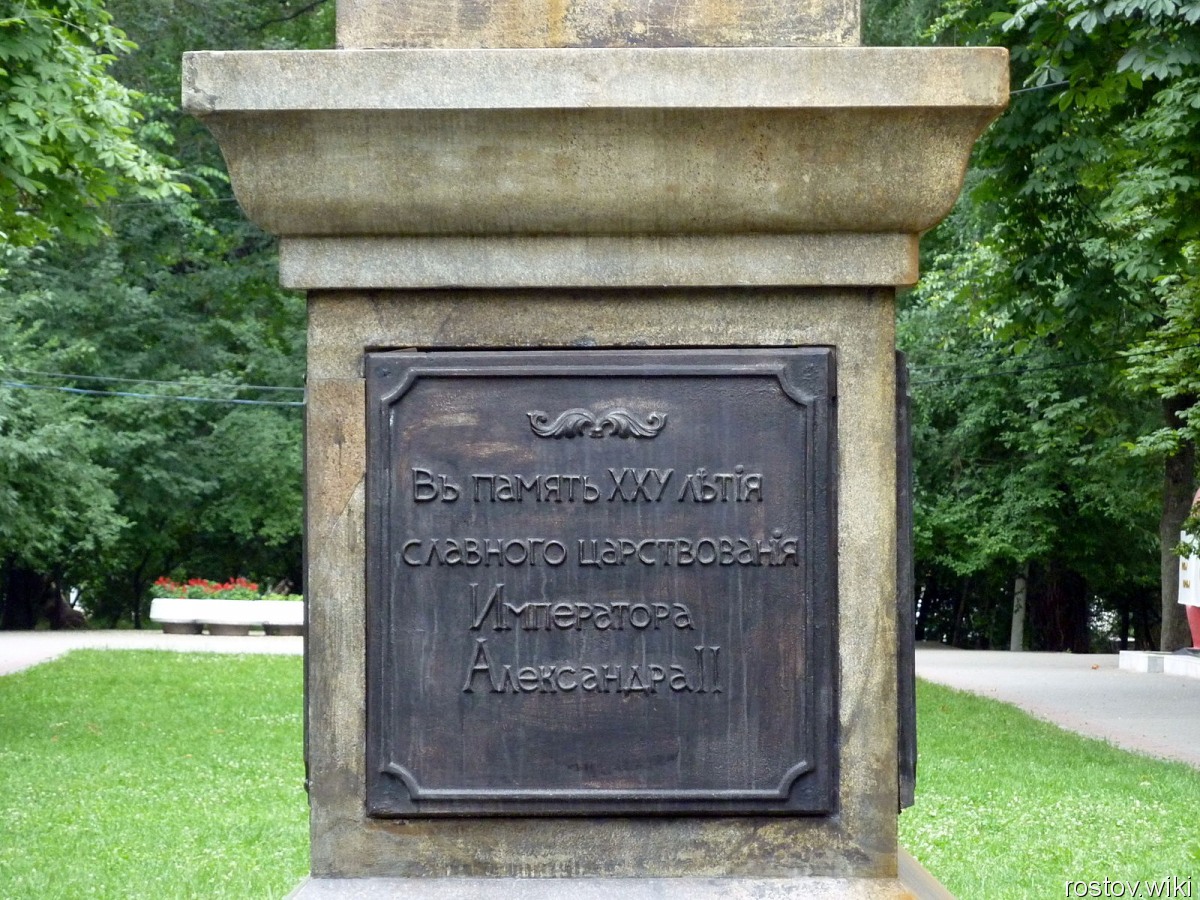 Въ память XXV лѣтія
славного царствованія
Императора
Александра II
rostov.wiki